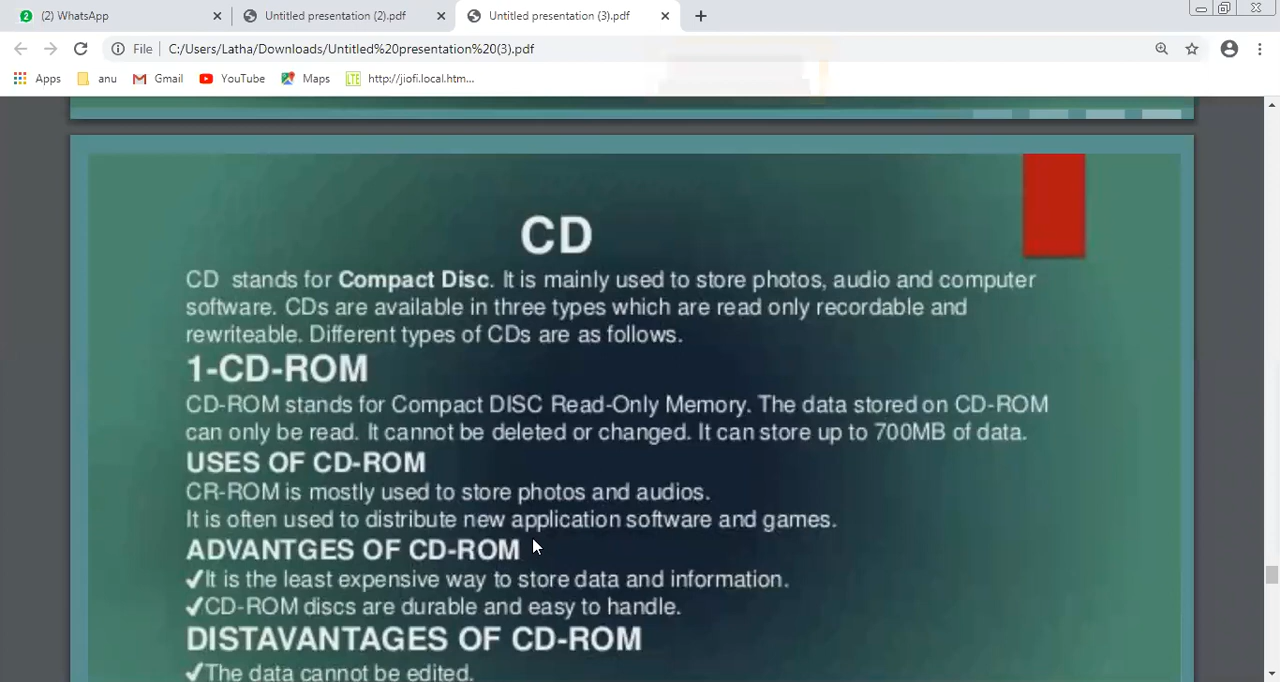 (2) WhatsApp
Untitled presentation (2).pdf
Untitled presentation (3).pdf
File | C:/Users/Latha/Downloads/Untitled%20presentation%20(3).pdf
Apps
anu
Gmail
YouTube
Maps
LTE http://jiofi.local.htm...
CD
CD stands for Compact Disc. It is mainly used to store photos, audio and computer
software. CDs are available in three types which are read only recordable and
rewriteable. Different types of CDs are as follows.
1-CD-ROM
CD-ROM stands for Compact DISC Read-Only Memory. The data stored on CD-ROM
can only be read. It cannot be deleted or changed. It can store up to 700MB of data.
USES OF CD-ROM
CR-ROM is mostly used to store photos and audios.
It is often used to distribute new application software and games.
ADVANTGES OF CD-ROM
✓It is the least expensive way to store data and information.
✓CD-ROM discs are durable and easy to handle.
DISTAVANTAGES OF CD-ROM
✓The data cannot be edited.